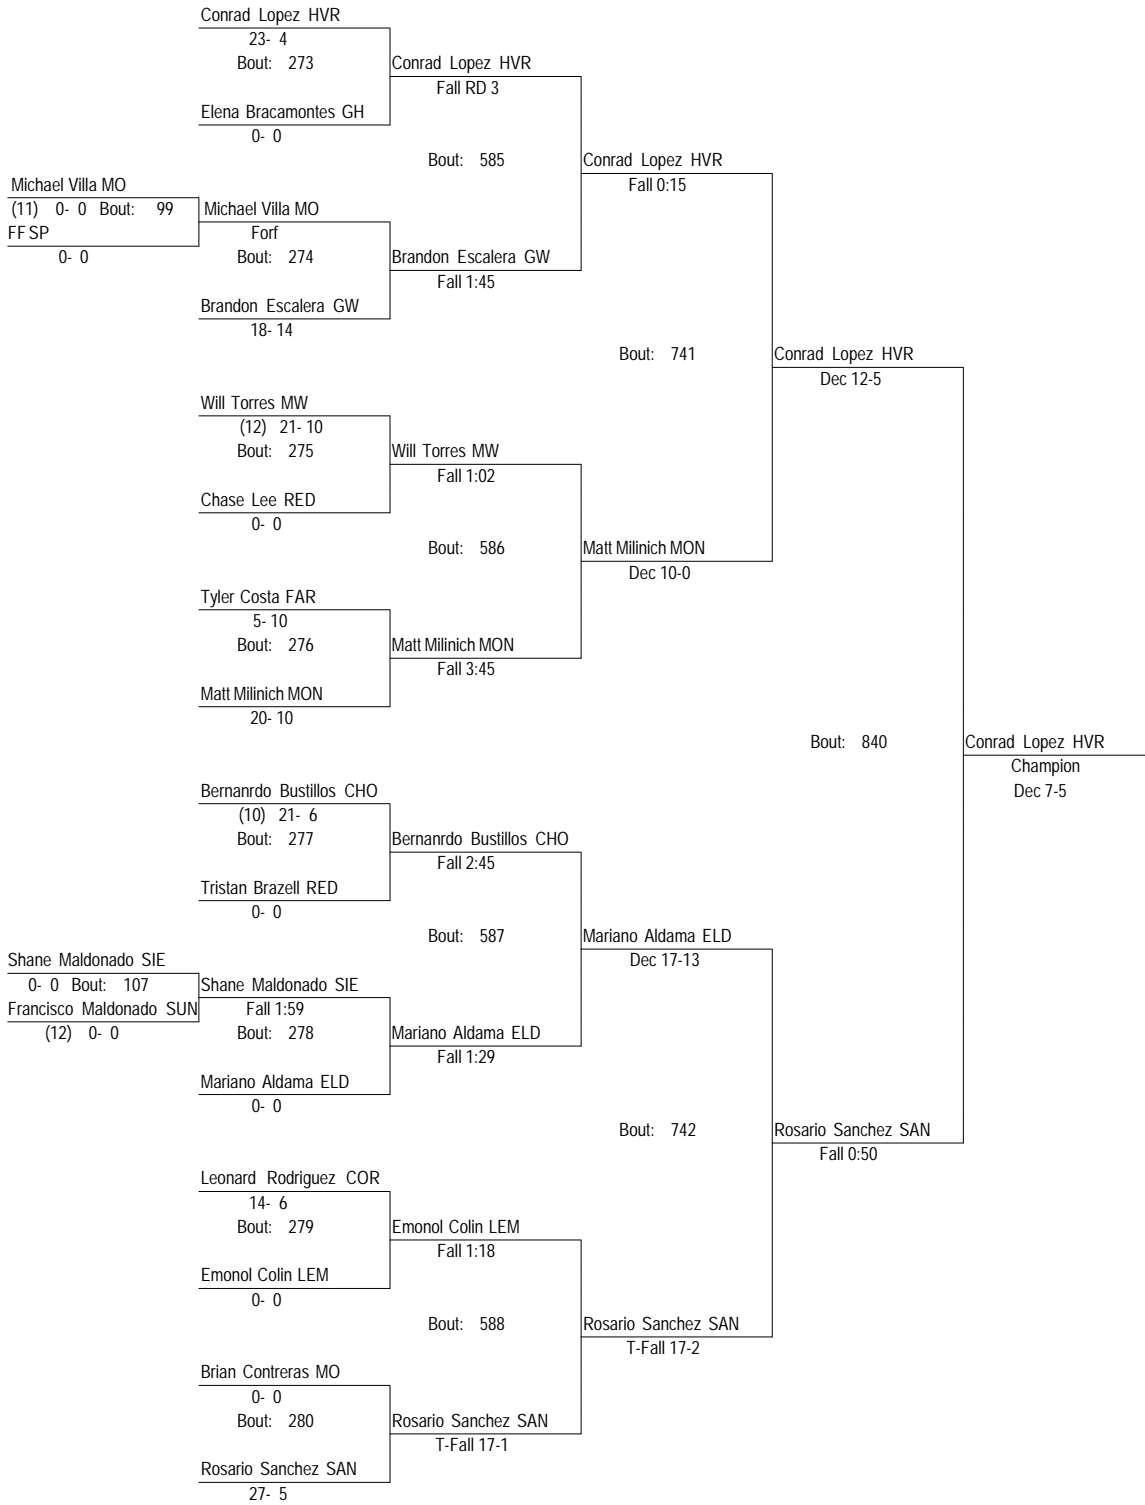 Conrad Lopez HVR
23- 4
Bout: 273
Conrad Lopez HVR
Fall RD 3
Elena Bracamontes GH
0- 0
Bout: 585
Conrad Lopez HVR
Fall 0:15
Michael Villa MO
(11) 0- 0 Bout: 99
FF SP
0- 0
Michael Villa MO
Forf
Bout: 274
Brandon Escalera GW
Fall 1:45
Brandon Escalera GW
18- 14
Bout: 741
Conrad Lopez HVR
Dec 12-5
Will Torres MW
(12) 21- 10
Bout: 275
Will Torres MW
Fall 1:02
Chase Lee RED
0- 0
Bout: 586
Matt Milinich MON
Dec 10-0
Tyler Costa FAR
5- 10
Bout: 276
Matt Milinich MON
Fall 3:45
Matt Milinich MON
20- 10
Bout: 840
Conrad Lopez HVR
Champion
Dec 7-5
Bernanrdo Bustillos CHO
(10) 21- 6
Bout: 277
Bernanrdo Bustillos CHO
Fall 2:45
Tristan Brazell RED
0- 0
Bout: 587
Mariano Aldama ELD
Dec 17-13
Shane Maldonado SIE
0- 0 Bout: 107
Francisco Maldonado SUN
(12) 0- 0
Shane Maldonado SIE
Fall 1:59
Bout: 278
Mariano Aldama ELD
Fall 1:29
Mariano Aldama ELD
0- 0
Bout: 742
Rosario Sanchez SAN
Fall 0:50
Leonard Rodriguez COR
14- 6
Bout: 279
Emonol Colin LEM
Fall 1:18
Emonol Colin LEM
0- 0
Bout: 588
Rosario Sanchez SAN
T-Fall 17-2
Brian Contreras MO
0- 0
Bout: 280
Rosario Sanchez SAN
T-Fall 17-1
Rosario Sanchez SAN
27- 5